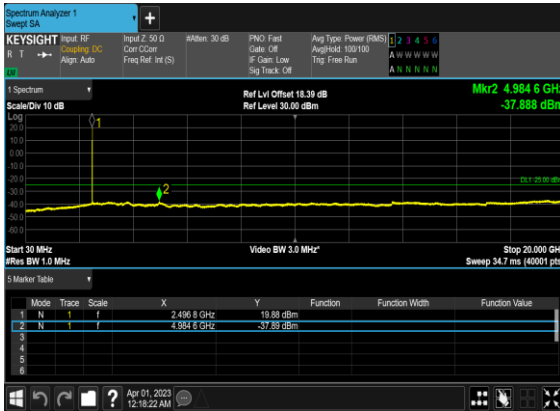 Spectrum Analyzer 1
Swept SA
+
KEYSIGHT
R T
Input: RF
Coupling: DC
Align: Auto
Input Z: 50 Ω
Corr CCorr
Freq Ref: Int (S)
#Atten: 30 dB
PNO: Fast
Gate: Off
IF Gain: Low
Sig Track: Off
Avg Type: Power (RMS)
Avg|Hold: 100/100
Trig: Free Run
1 2 3 4 5 6
A W W W W W
A N N N N N
1 Spectrum
Scale/Div 10 dB
Ref Lvl Offset 18.39 dB
Ref Level 30.00 dBm
Mkr2 4.984 6 GHz
-37.888 dBm
Log
20.0
10.0
0.00
-10.0
-20.0
-30.0
-40.0
-50.0
-60.0
1
2
DL1 -25.00 dBm
Start 30 MHz
#Res BW 1.0 MHz
Video BW 3.0 MHz*
Stop 20.000 GHz
Sweep 34.7 ms (40001 pts)
5 Marker Table
Mode Trace Scale X Y Function Function Width Function Value
1 N 1 f 2.496 8 GHz 19.88 dBm
2 N 1 f 4.984 6 GHz -37.89 dBm
3
4
5
6
?
Apr 01, 2023
12:18:22 AM